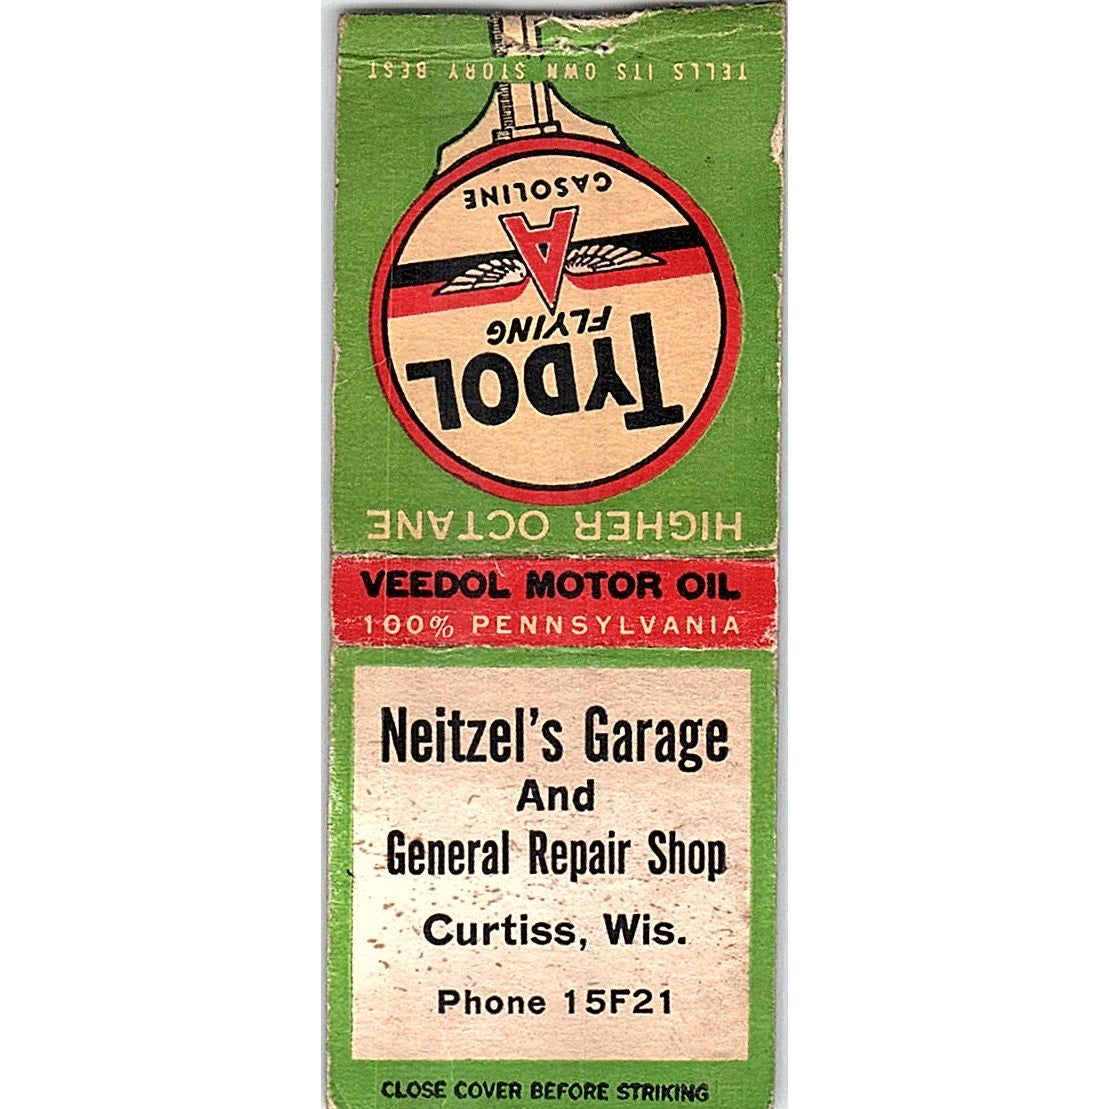 TELLS ITS OWN STORY BEST
GASOLINE
A
FLYING
TYDOL
HIGHER OCTANE
VEEDOL MOTOR OIL
100% PENNSYLVANIA
Neitzel's Garage
And
General Repair Shop
Curtiss, Wis.
Phone 15F21
CLOSE COVER BEFORE STRIKING